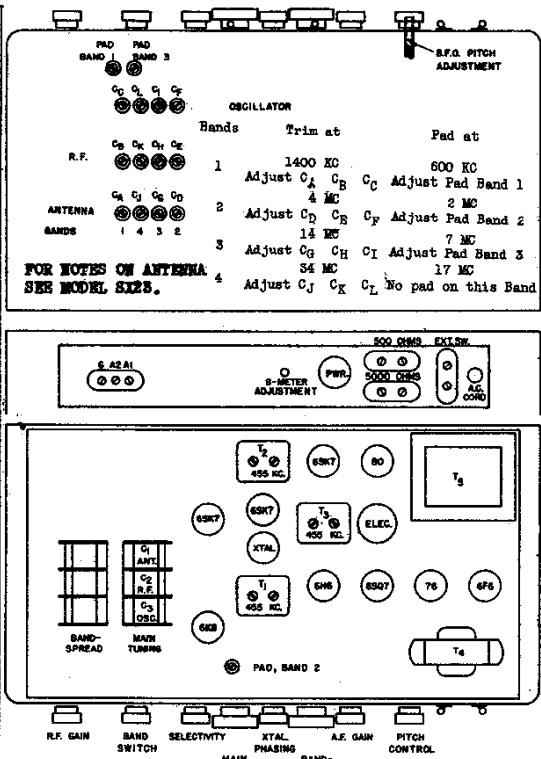 PAD PAD
BAND 1 BAND 3
B.F.O. PITCH
ADJUSTMENT
CC CL CI CF
OSCILLATOR
Bands Trim at Pad at
R.F.
CB CK CH CE
1 1400 KC 600 KC
Adjust CA CB CC Adjust Pad Band 1
ANTENNA
CA CJ CG CD
2 4 MC 2 MC
Adjust CD CE CF Adjust Pad Band 2
BANDS 1 4 3 2
3 14 MC 7 MC
Adjust CG CH CI Adjust Pad Band 3
FOR NOTES ON ANTENNA
SEE MODEL SX23.
4 34 MC 17 MC
Adjust CJ CK CL No pad on this Band
G A2 A1
S-METER
ADJUSTMENT
PWR.
500 OHMS
5000 OHMS
EXT. SW.
A.C.
CORD
T2
455 KC.
6SK7
80
T5
6SK7
6SK7
T3
455 KC.
ELEC.
XTAL
C1
ANT.
C2
R.F.
C3
OSC.
T1
455 KC.
6H6
6SQ7
76
6F6
6K8
BAND-
SPREAD
MAIN
TUNING
T4
PAD, BAND 2
R.F. GAIN
BAND
SWITCH
SELECTIVITY
XTAL
PHASING
A.F. GAIN
PITCH
CONTROL
MAIN BAND-